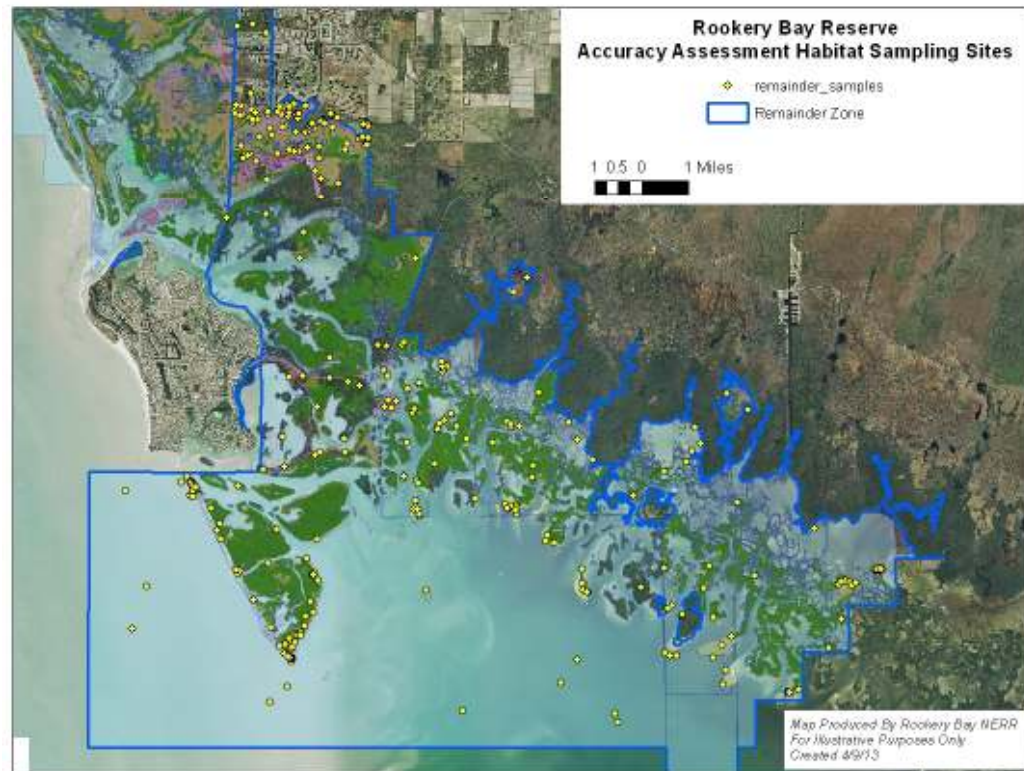 Rookery Bay Reserve
Accuracy Assessment Habitat Sampling Sites
remainder_samples
Remainder Zone
1 0.5 0 1 Miles
Map Produced By Rookery Bay NERR
For Illustrative Purposes Only
Created 4/9/13